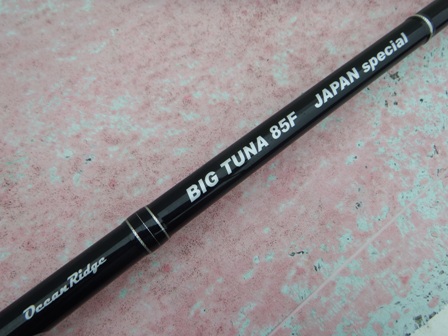 OceanRidge
BIG TUNA 85F JAPAN special